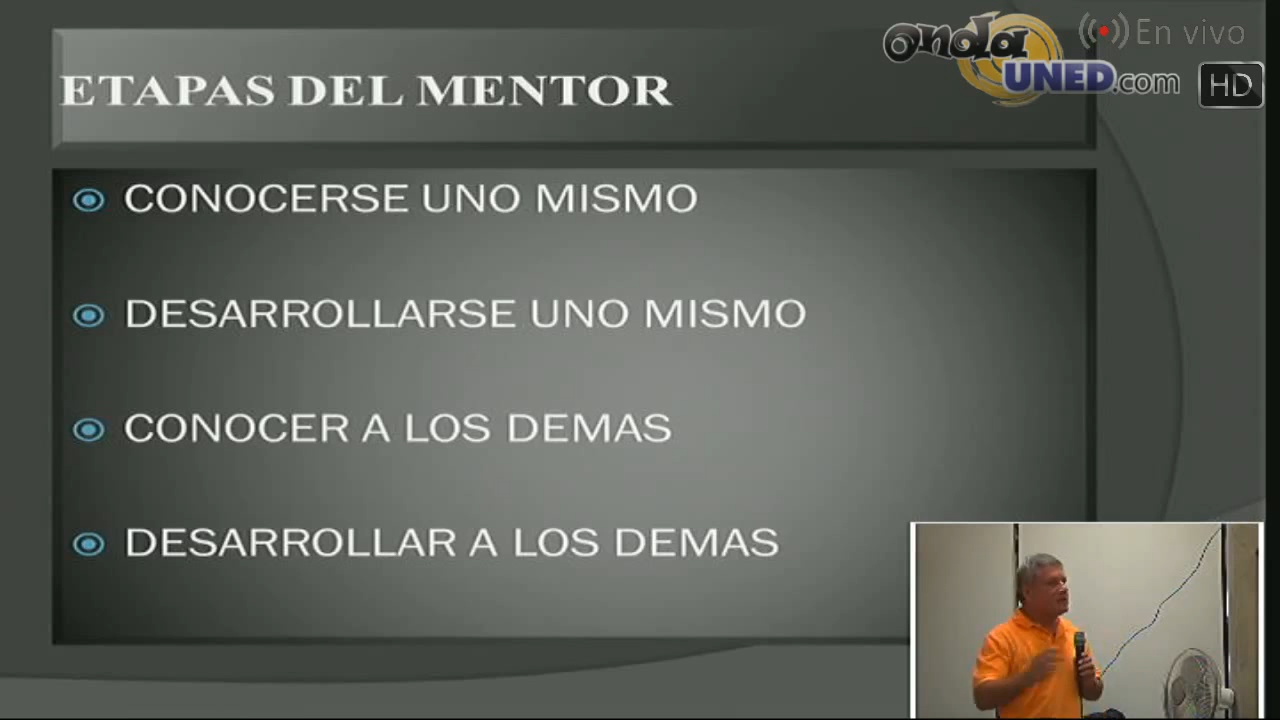 onda
UNED.com
En vivo
HD
ETAPAS DEL MENTOR
CONOCERSE UNO MISMO
DESARROLLARSE UNO MISMO
CONOCER A LOS DEMAS
DESARROLLAR A LOS DEMAS